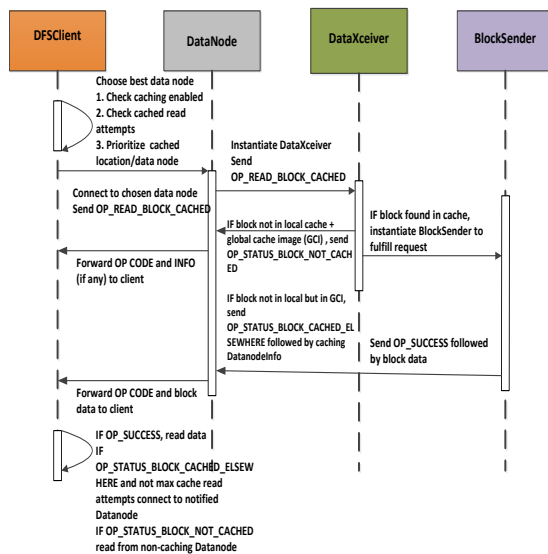 DFSClient
DataNode
DataXceiver
BlockSender
Choose best data node
1. Check caching enabled
2. Check cached read
attempts
3. Prioritize cached
location/data node
Instantiate DataXceiver
Send
OP_READ_BLOCK_CACHED
Connect to chosen data node
Send OP_READ_BLOCK_CACHED
IF block not in local cache +
global cache image (GCI) , send
OP_STATUS_BLOCK_NOT_CACH
ED
IF block found in cache,
instantiate BlockSender to
fulfill request
Forward OP CODE and INFO
(if any) to client
IF block not in local but in GCI,
send
OP_STATUS_BLOCK_CACHED_EL
SEWHERE followed by caching
DatanodeInfo
Send OP_SUCCESS followed
by block data
Forward OP CODE and block
data to client
IF OP_SUCCESS, read data
IF
OP_STATUS_BLOCK_CACHED_ELSEW
HERE and not max cache read
attempts connect to notified
Datanode
IF OP_STATUS_BLOCK_NOT_CACHED
read from non-caching Datanode